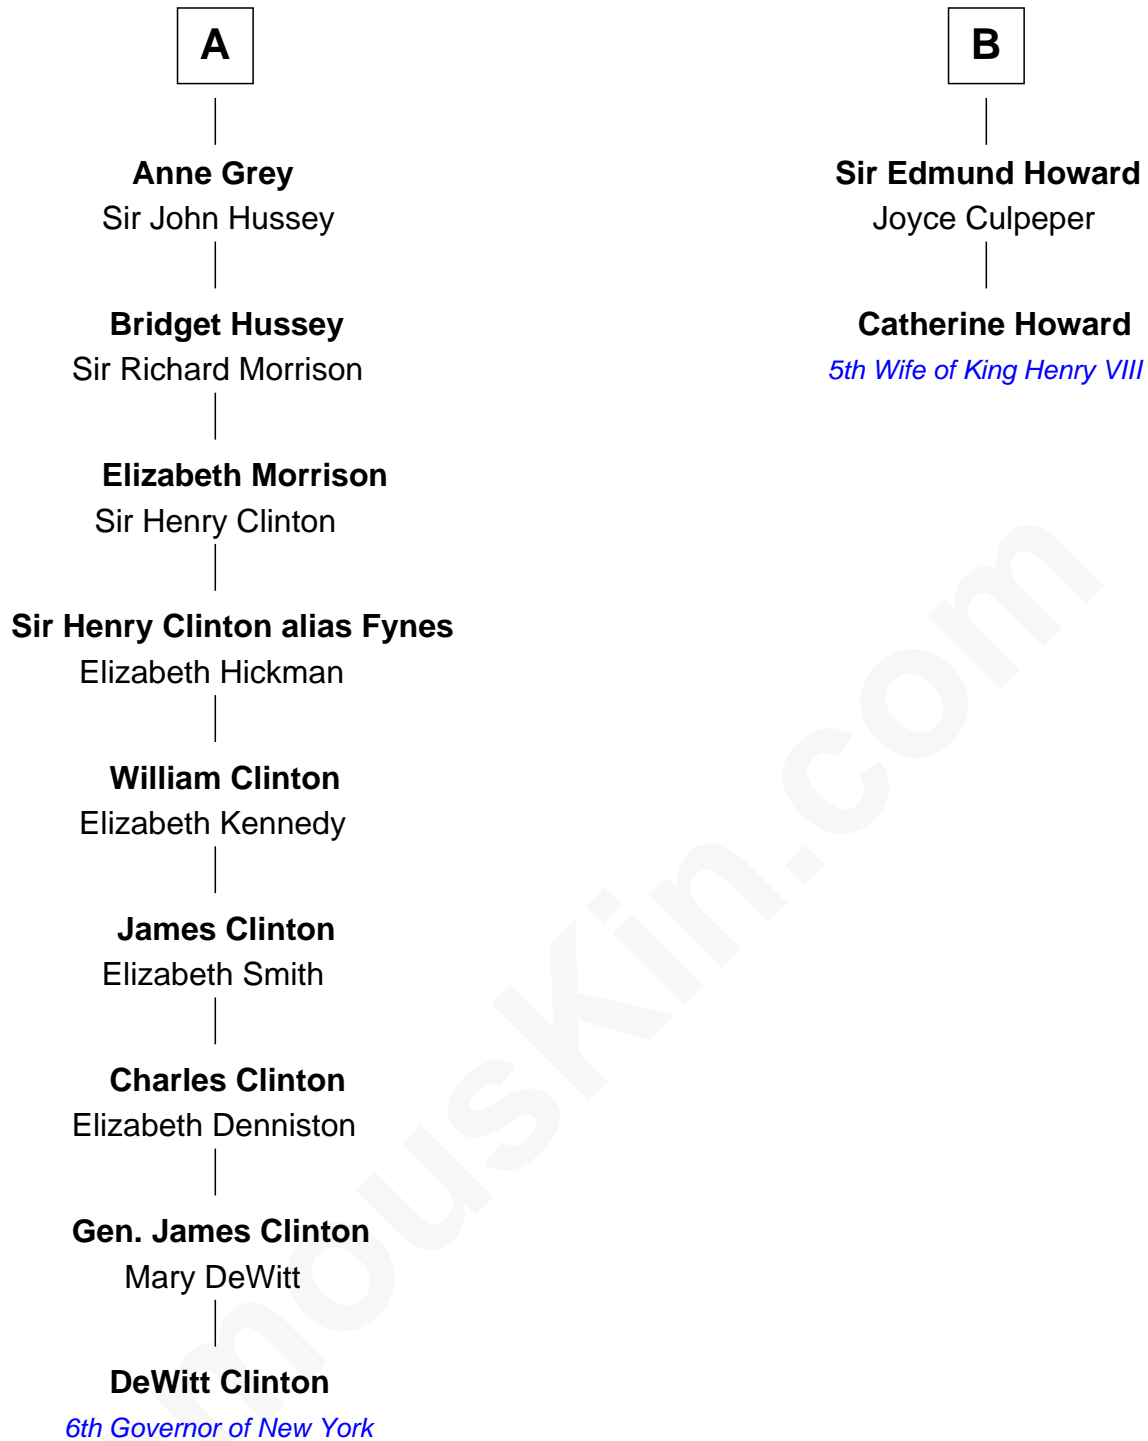 A
Anne Grey
Sir John Hussey
Bridget Hussey
Sir Richard Morrison
Elizabeth Morrison
Sir Henry Clinton
Sir Henry Clinton alias Fynes
Elizabeth Hickman
William Clinton
Elizabeth Kennedy
James Clinton
Elizabeth Smith
Charles Clinton
Elizabeth Denniston
Gen. James Clinton
Mary DeWitt
DeWitt Clinton
6th Governor of New York
B
Sir Edmund Howard
Joyce Culpeper
Catherine Howard
5th Wife of King Henry VIII
mouskin.com